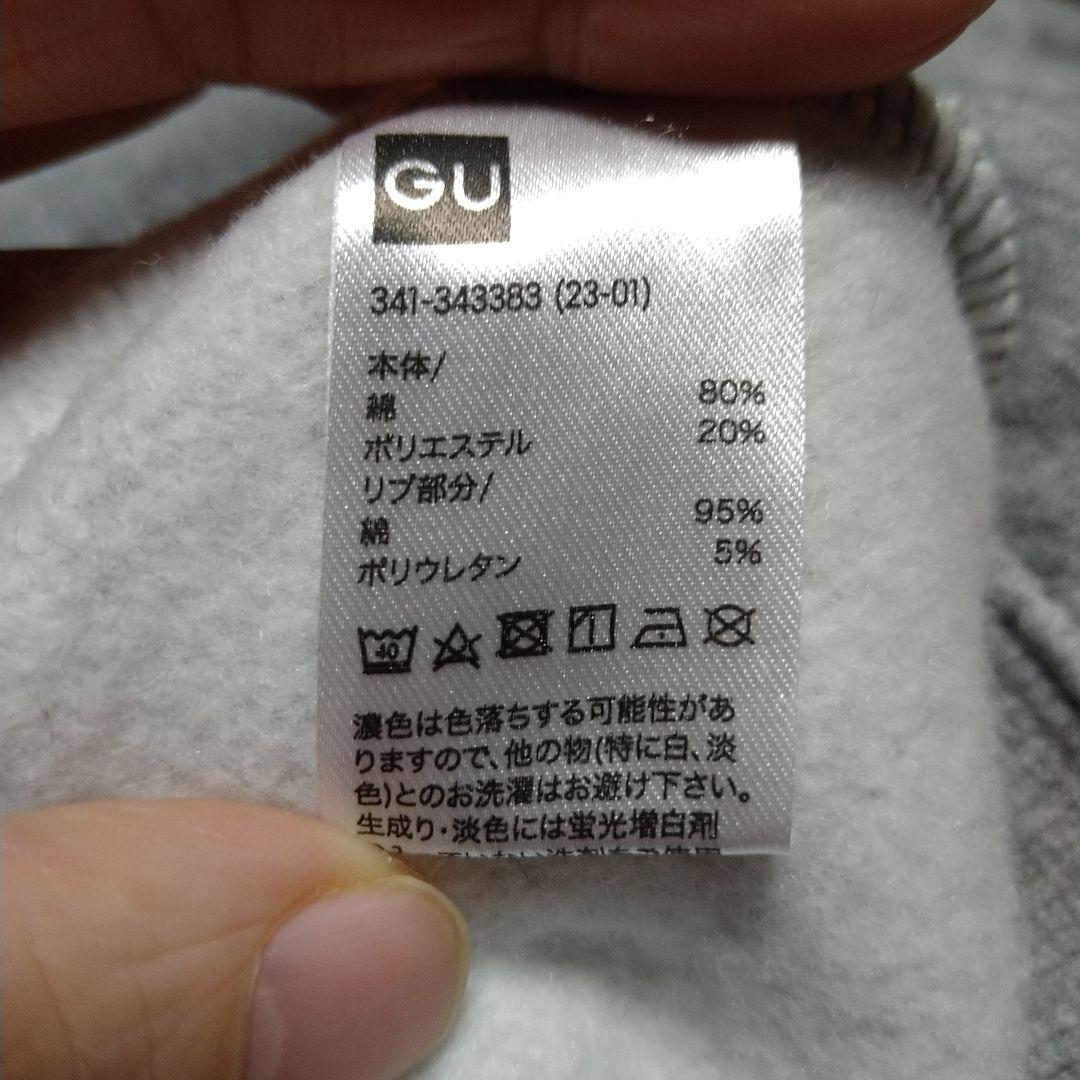 GU
341-343383 (23-01)
本体/
綿 80%
ポリエステル 20%
リブ部分/
綿 95%
ポリウレタン 5%
40
濃色は色落ちする可能性があ
りますので、他の物(特に白、淡
色)とのお洗濯はお避け下さい。
生成り・淡色には蛍光増白剤